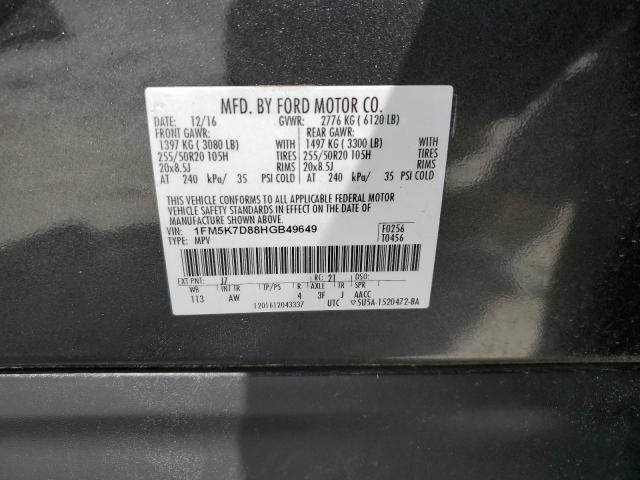 MFD. BY FORD MOTOR CO.
DATE: 12/16 GVWR: 2776 KG ( 6120 LB)
FRONT GAWR: REAR GAWR:
1397 KG ( 3080 LB) WITH 1497 KG ( 3300 LB) WITH
255/50R20 105H TIRES 255/50R20 105H TIRES
20x8.5J RIMS 20x8.5J RIMS
AT 240 kPa/ 35 PSI COLD AT 240 kPa/ 35 PSI COLD
THIS VEHICLE CONFORMS TO ALL APPLICABLE FEDERAL MOTOR
VEHICLE SAFETY STANDARDS IN EFFECT ON THE DATE OF
MANUFACTURE SHOWN ABOVE.
VIN: 1FM5K7D88HGB49649 F0256
TYPE: MPV T0456
EXT PNT: J7 RC: 21 DSO:
WB INT TR TP/PS R AXLE TR SPR
113 AW 4 3F J AACC
1201612043337 UTC 5U5A-1520472-BA